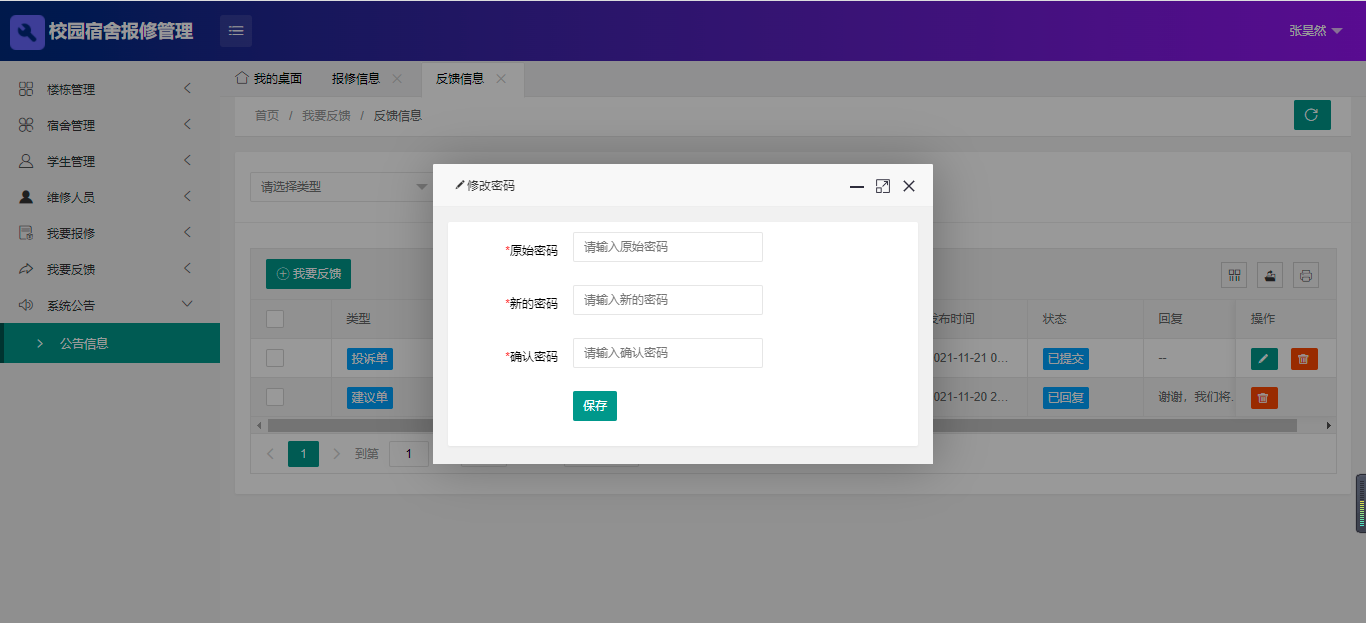 校园宿舍报修管理
张昊然
楼栋管理
宿舍管理
学生管理
维修人员
我要报修
我要反馈
系统公告
公告信息
我的桌面 报修信息 反馈信息
首页 / 我要反馈 / 反馈信息
请选择类型
修改密码
*原始密码 请输入原始密码
*新的密码 请输入新的密码
*确认密码 请输入确认密码
保存
我要反馈
类型 布时间 状态 回复 操作
投诉单 021-11-21 0... 已提交 --
建议单 021-11-20 2... 已回复 谢谢，我们将.
1 到第 1